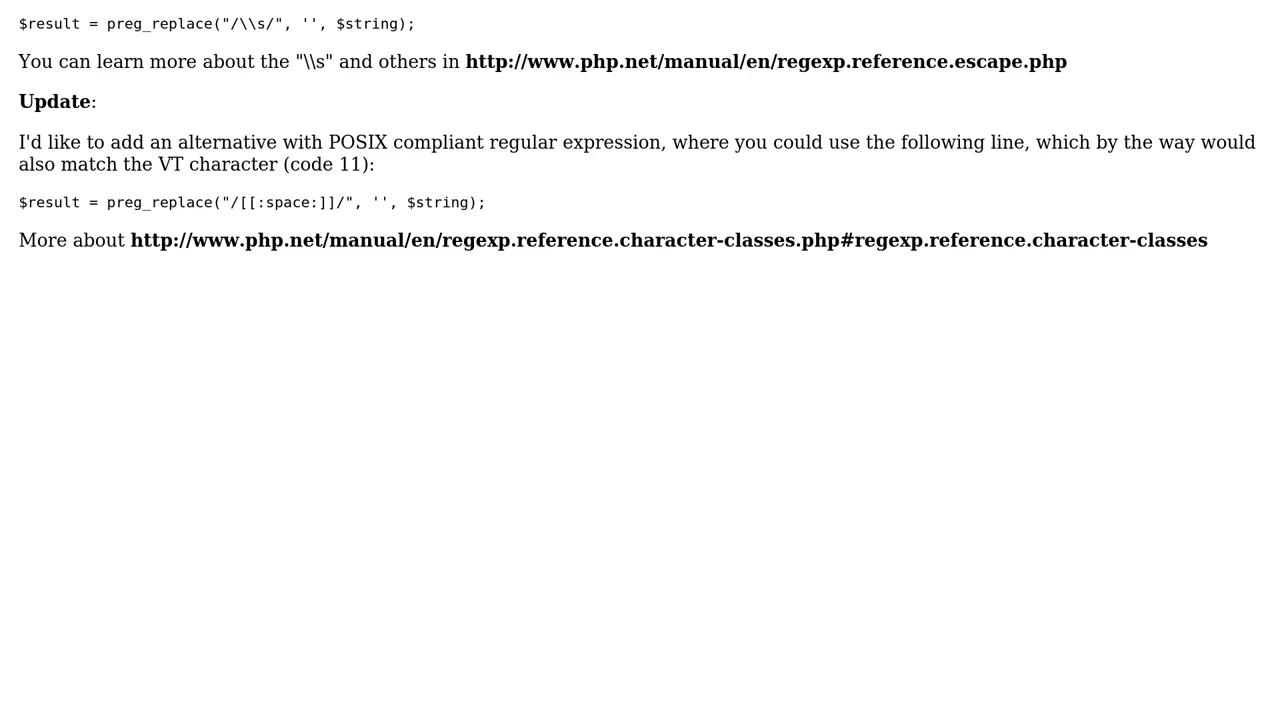 $result = preg_replace("/\\s/", '', $string);
You can learn more about the "\\s" and others in http://www.php.net/manual/en/regexp.reference.escape.php
Update:
I'd like to add an alternative with POSIX compliant regular expression, where you could use the following line, which by the way would
also match the VT character (code 11):
$result = preg_replace("/[[:space:]]/", '', $string);
More about http://www.php.net/manual/en/regexp.reference.character-classes.php#regexp.reference.character-classes